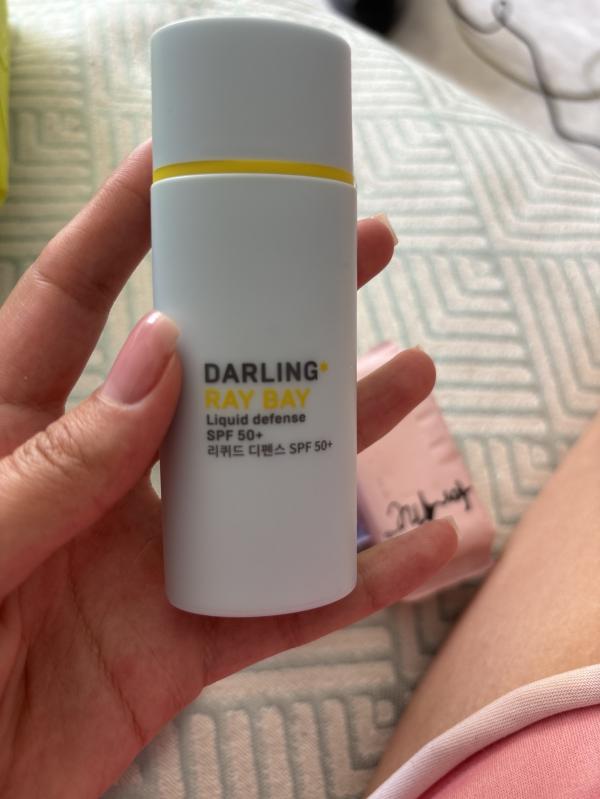 DARLING*
RAY BAY
Liquid defense
SPF 50+
리퀴드 디펜스 SPF 50+